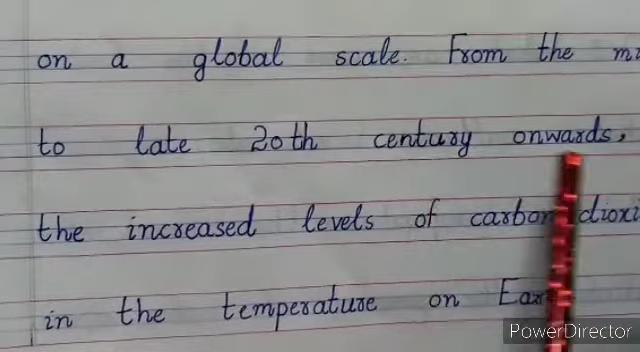 on a global scale. From the
to late 20th century onwards,
the increased levels of carbon
in the temperature on
PowerDirector